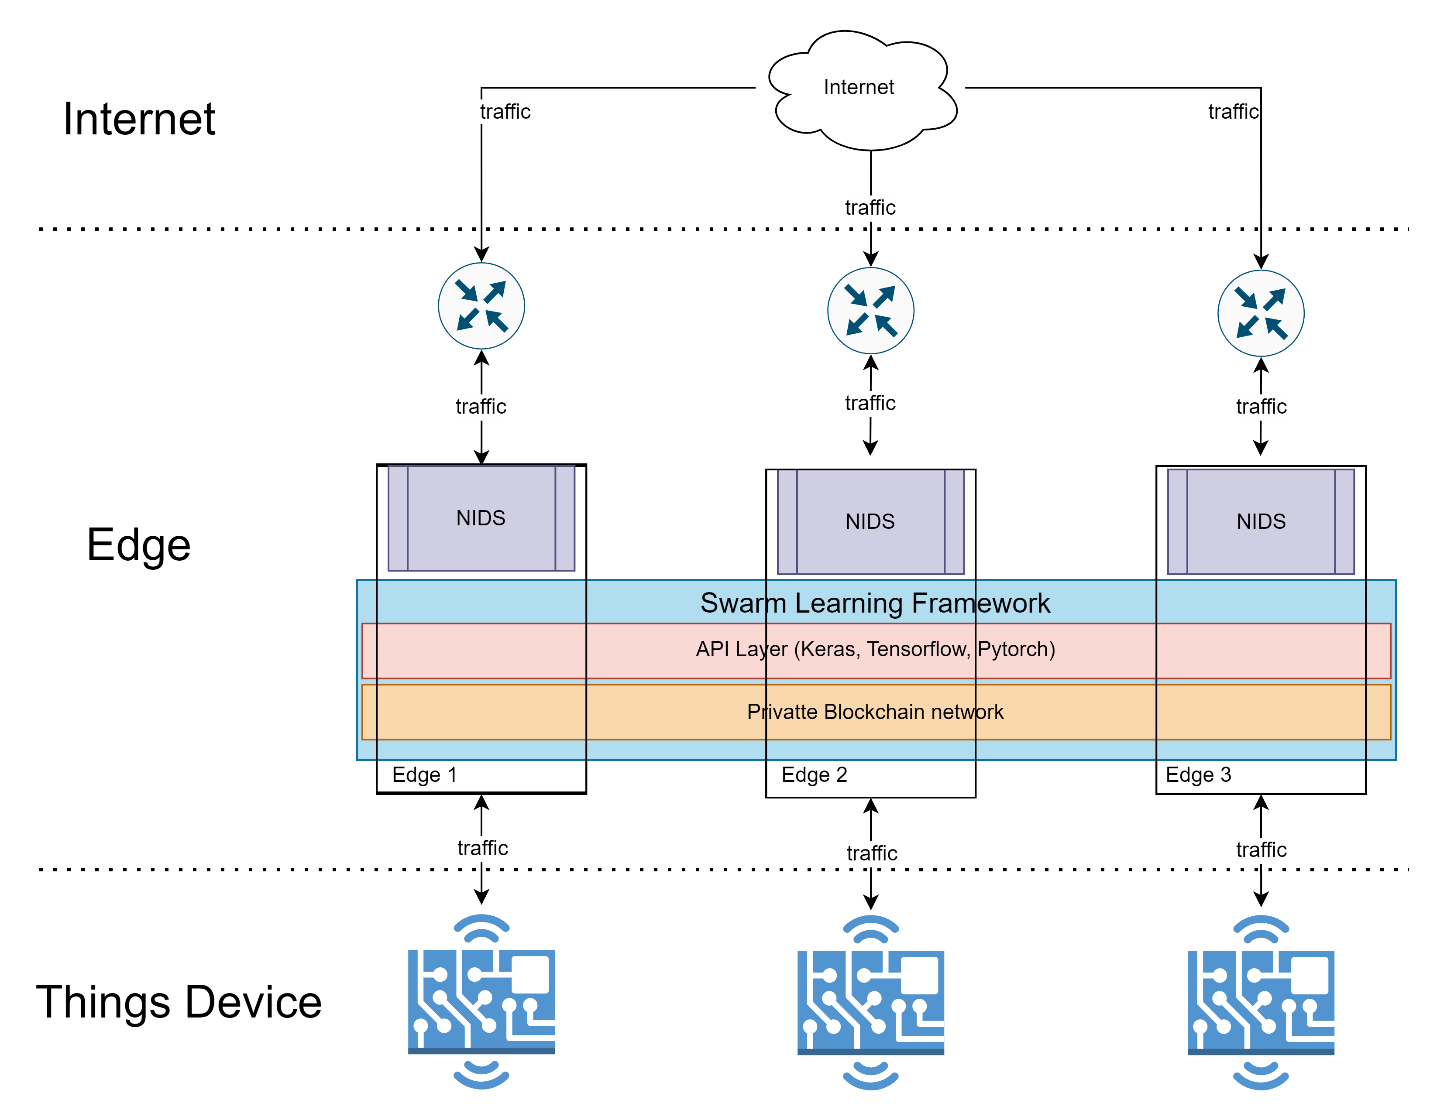 Internet
Internet
traffic
traffic
traffic
traffic
traffic
traffic
Edge
NIDS
NIDS
NIDS
Swarm Learning Framework
API Layer (Keras, Tensorflow, Pytorch)
Privatte Blockchain network
Edge 1
Edge 2
Edge 3
traffic
traffic
traffic
Things Device